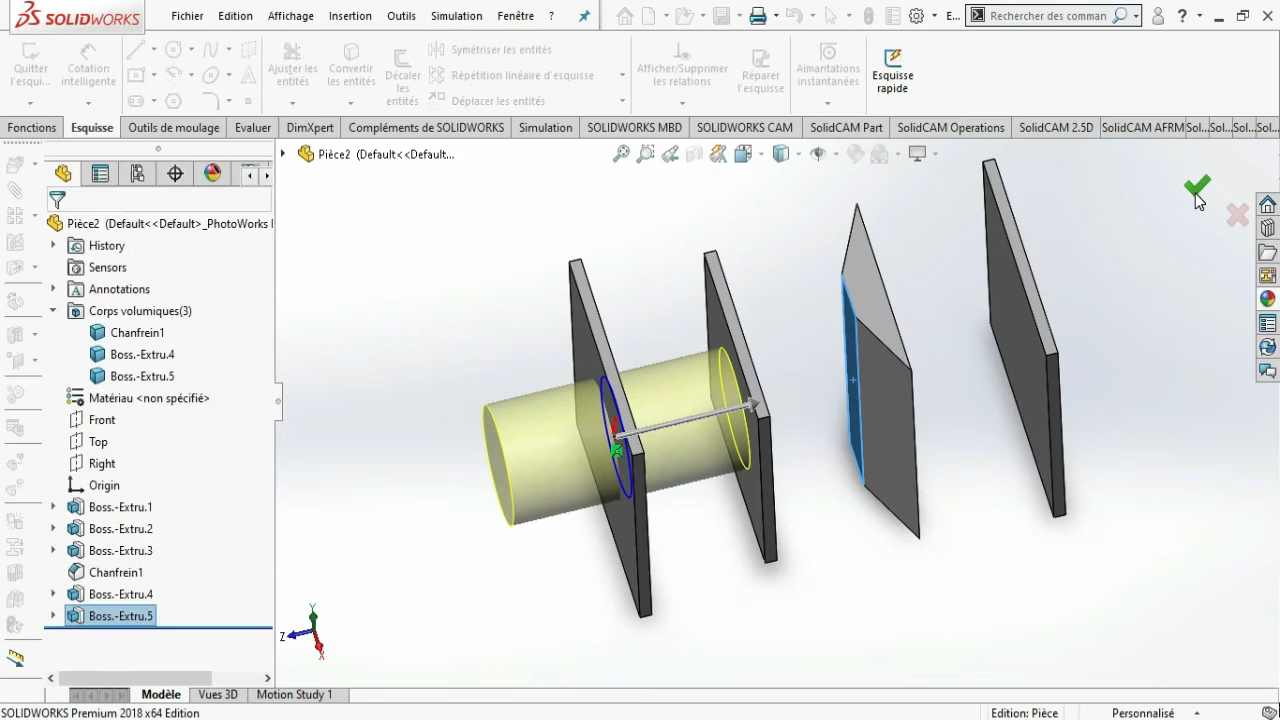 SOLIDWORKS
Fichier Edition Affichage Insertion Outils Simulation Fenêtre ?
E... Rechercher des comman ?
Quitter l'esqui...
Cotation intelligente
Ajuster les entités
Convertir les entités
Décaler les entités
Symétriser les entités
Répétition linéaire d'esquisse
Déplacer les entités
Afficher/Supprimer les relations
Réparer l'esquisse
Aimantations instantanées
Esquisse rapide
Fonctions Esquisse Outils de moulage Evaluer DimXpert Compléments de SOLIDWORKS Simulation SOLIDWORKS MBD SOLIDWORKS CAM SolidCAM Part SolidCAM Operations SolidCAM 2.5D SolidCAM AFRM Sol... Sol... Sol... Sol...
Pièce2 (Default<<Default...
Pièce2 (Default<<Default>_PhotoWorks
History
Sensors
Annotations
Corps volumiques(3)
Chanfrein1
Boss.-Extru.4
Boss.-Extru.5
Matériau <non spécifié>
Front
Top
Right
Origin
Boss.-Extru.1
Boss.-Extru.2
Boss.-Extru.3
Chanfrein1
Boss.-Extru.4
Boss.-Extru.5
Y
Z
X
Modèle Vues 3D Motion Study 1
SOLIDWORKS Premium 2018 x64 Edition
Edition: Pièce Personnalisé